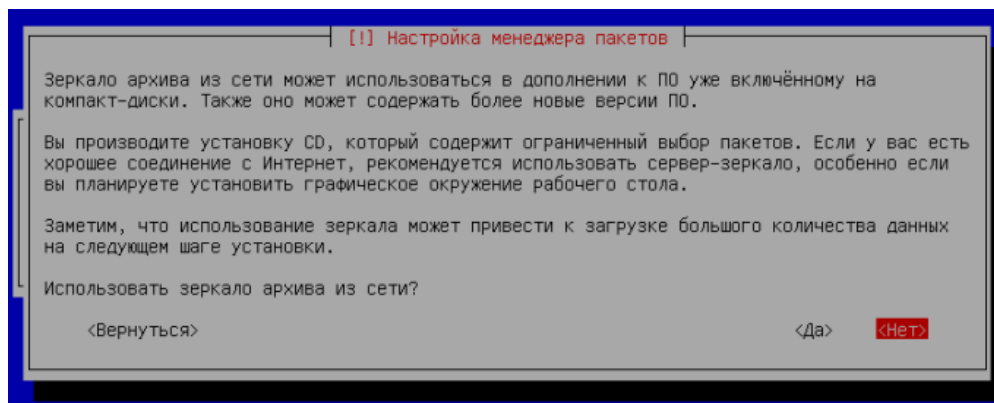 [!] Настройка менеджера пакетов
Зеркало архива из сети может использоваться в дополнении к ПО уже включённому на
компакт-диски. Также оно может содержать более новые версии ПО.
Вы производите установку CD, который содержит ограниченный выбор пакетов. Если у вас есть
хорошее соединение с Интернет, рекомендуется использовать сервер-зеркало, особенно если
вы планируете установить графическое окружение рабочего стола.
Заметим, что использование зеркала может привести к загрузке большого количества данных
на следующем шаге установки.
Использовать зеркало архива из сети?
<Вернуться> <Да> <Нет>